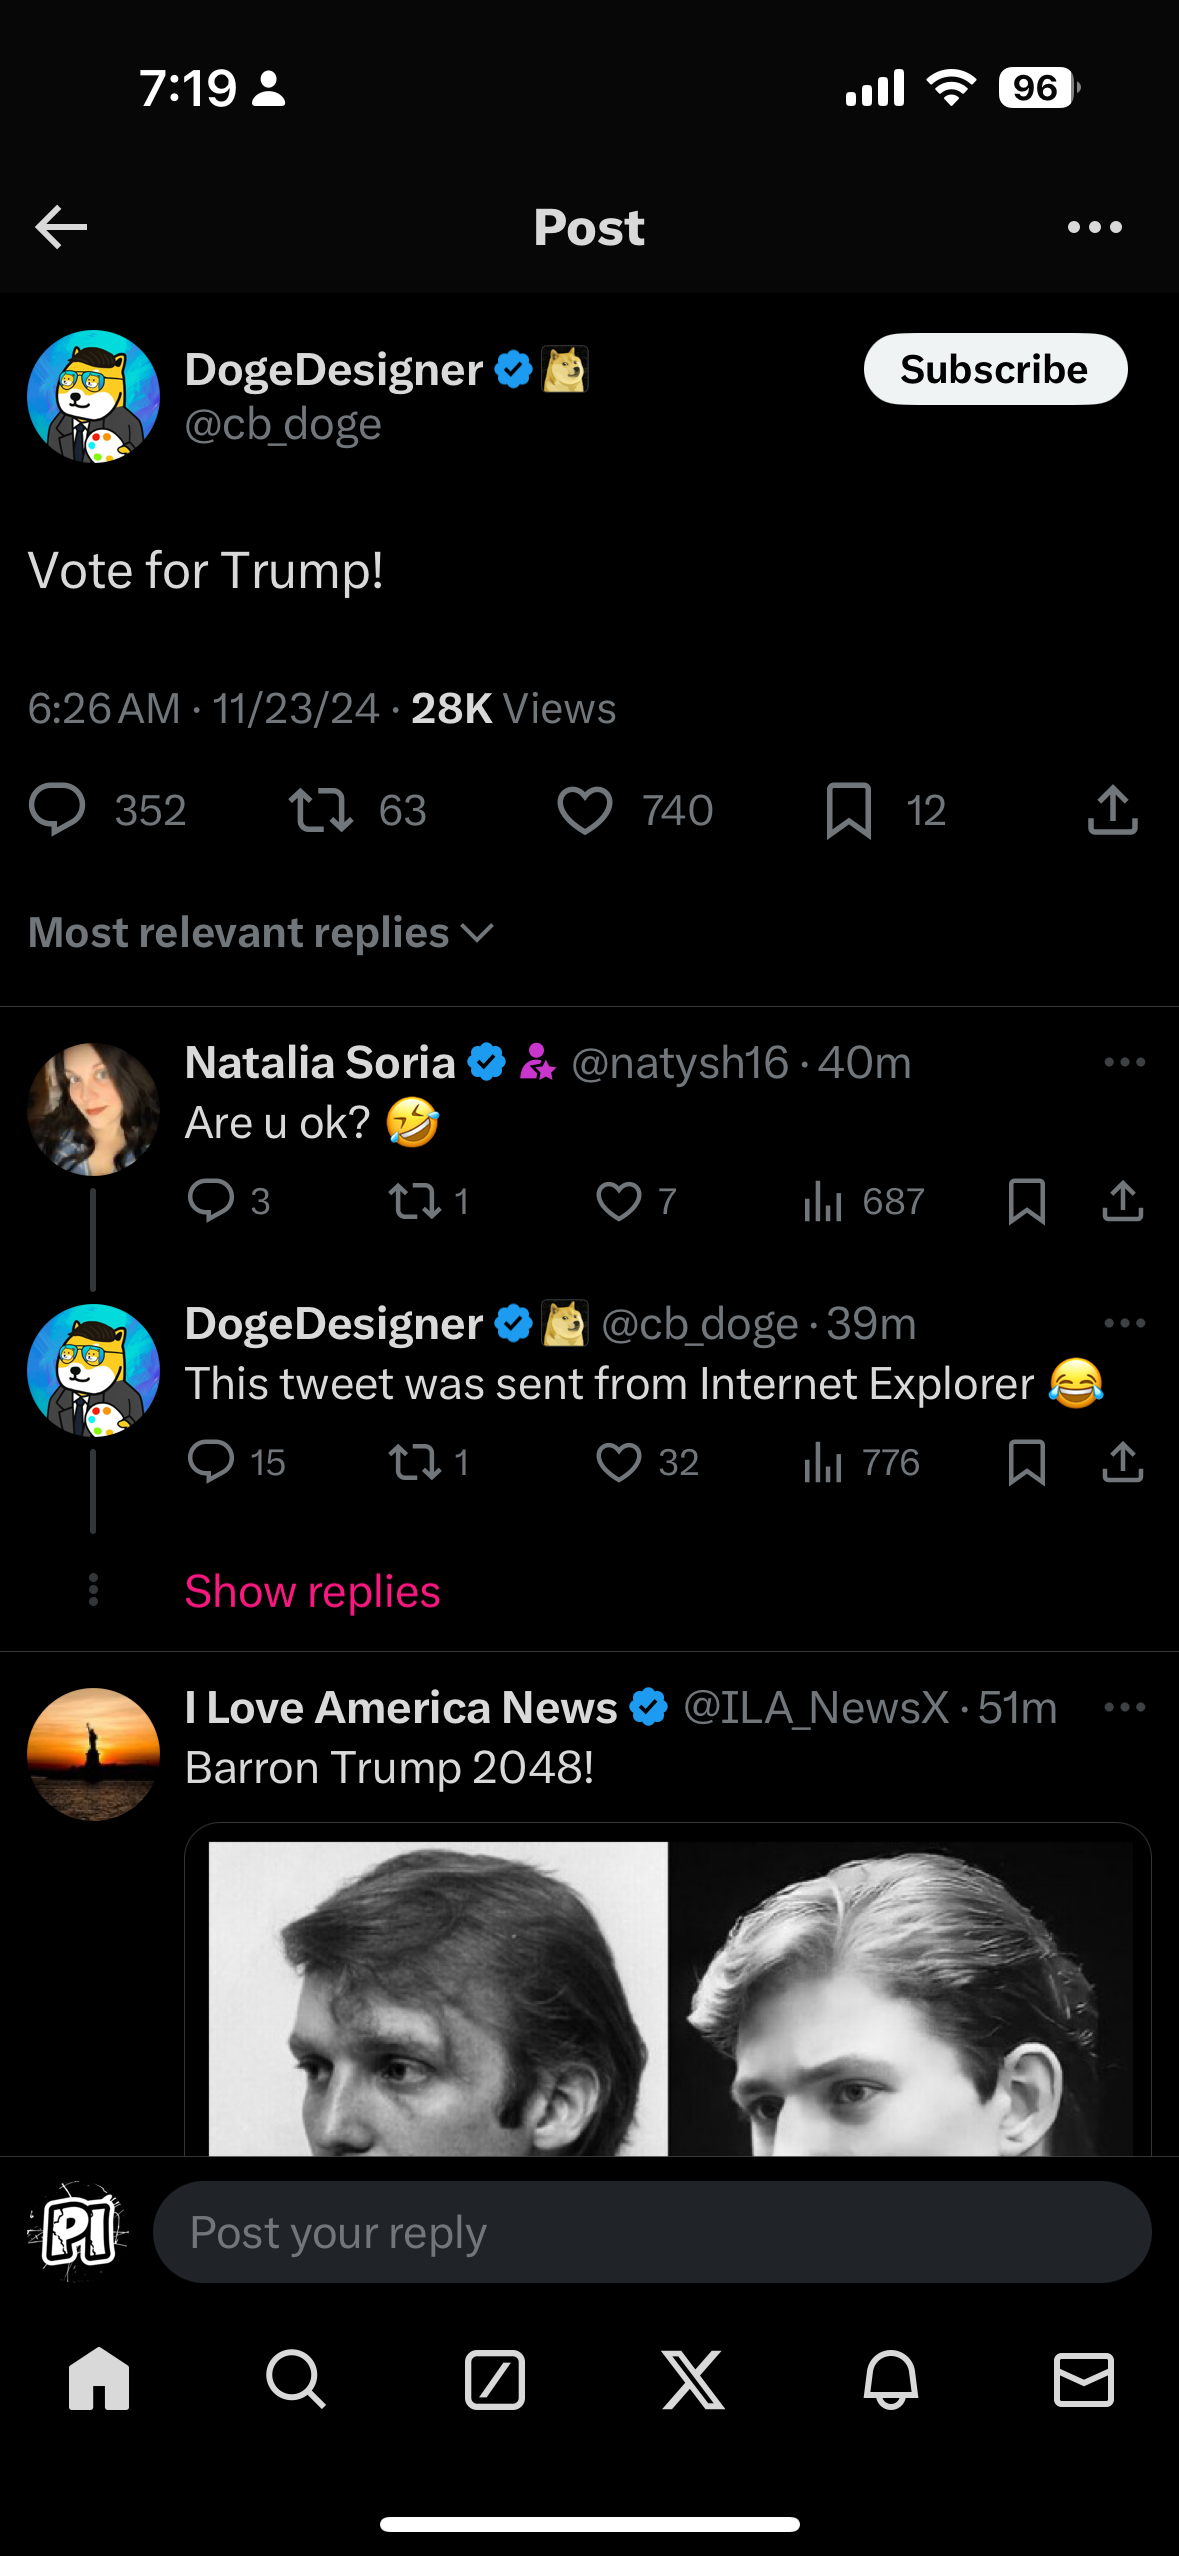 7:19
96
Post
DogeDesigner
Subscribe
@cb_doge
Vote for Trump!
6:26 AM · 11/23/24 · 28K Views
352 63 740 12
Most relevant replies
Natalia Soria @natysh16 · 40m
Are u ok? 🤣
3 1 7 687
DogeDesigner @cb_doge · 39m
This tweet was sent from Internet Explorer 😂
15 1 32 776
Show replies
I Love America News @ILA_NewsX · 51m
Barron Trump 2048!
PI
Post your reply